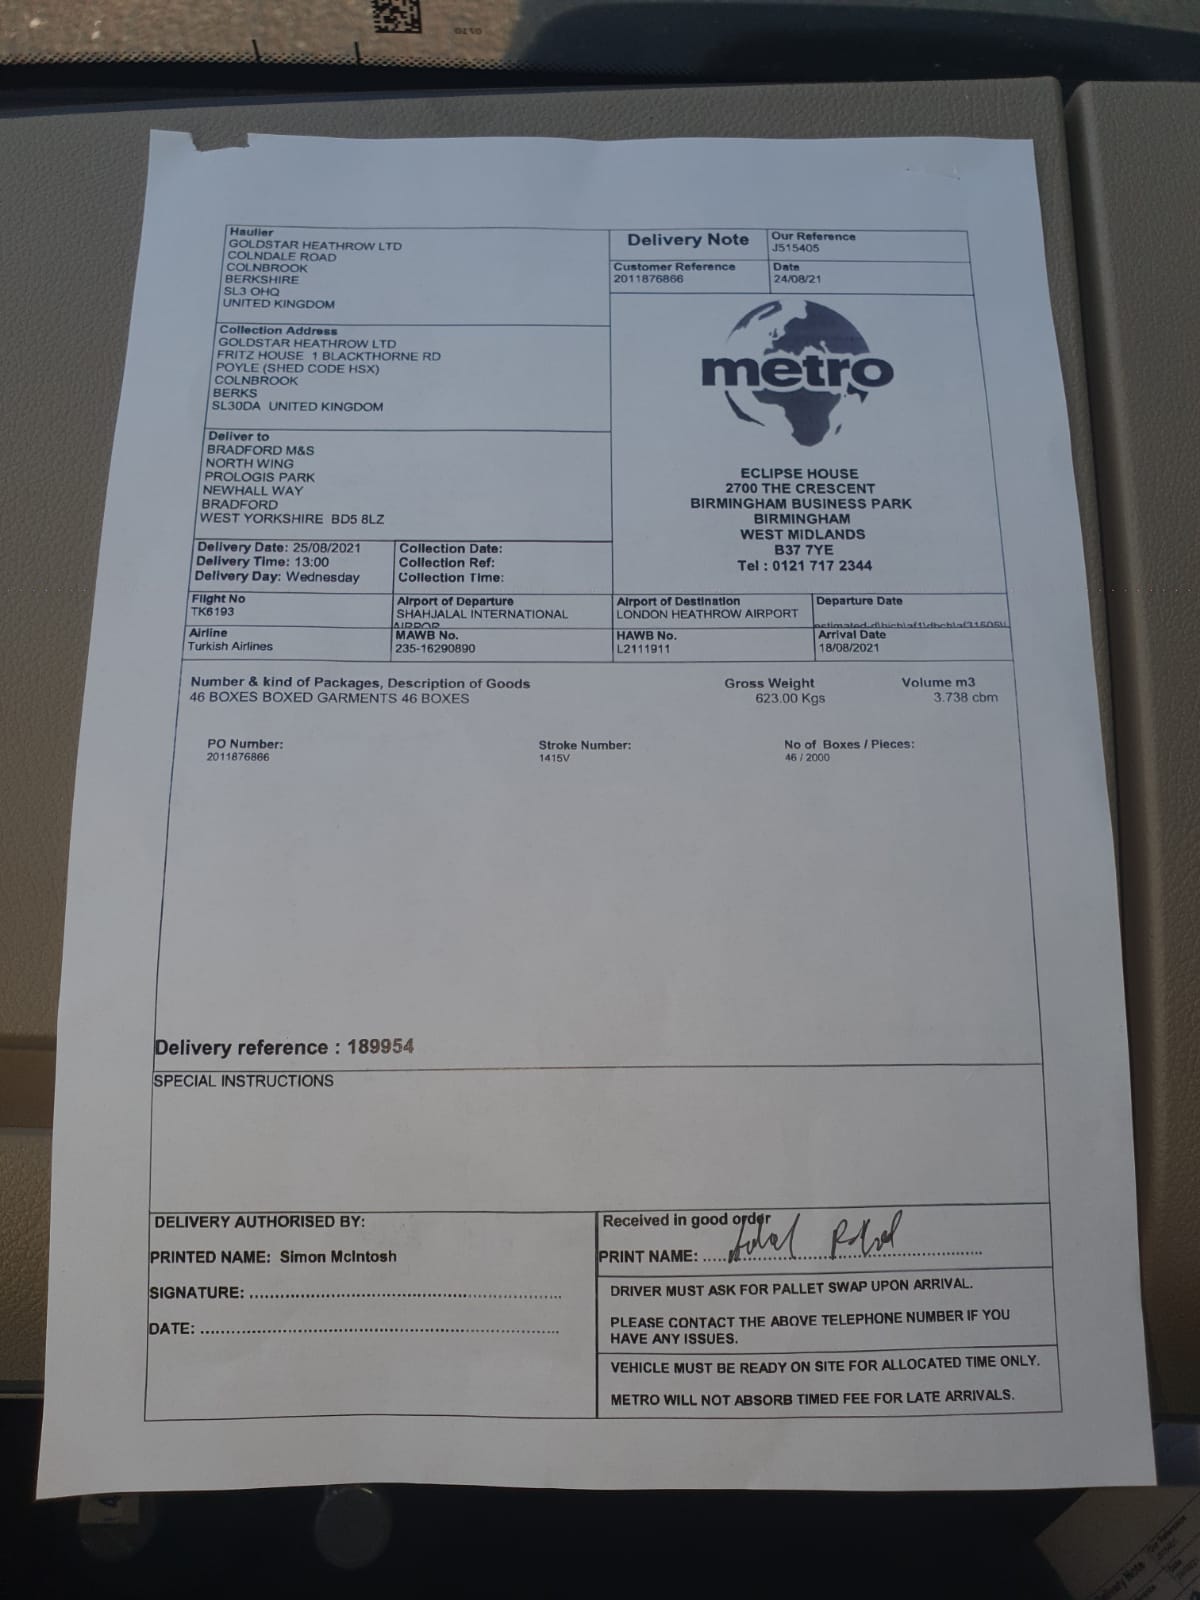 Haulier
GOLDSTAR HEATHROW LTD
COLNDALE ROAD
COLNBROOK
BERKSHIRE
SL3 OHQ
UNITED KINGDOM
Delivery Note
Our Reference
J515405
Customer Reference
2011876866
Date
24/08/21
Collection Address
GOLDSTAR HEATHROW LTD
FRITZ HOUSE 1 BLACKTHORNE RD
POYLE (SHED CODE HSX)
COLNBROOK
BERKS
SL30DA UNITED KINGDOM
metro
Deliver to
BRADFORD M&S
NORTH WING
PROLOGIS PARK
NEWHALL WAY
BRADFORD
WEST YORKSHIRE BD5 8LZ
ECLIPSE HOUSE
2700 THE CRESCENT
BIRMINGHAM BUSINESS PARK
BIRMINGHAM
WEST MIDLANDS
B37 7YE
Tel : 0121 717 2344
Delivery Date: 25/08/2021
Delivery Time: 13:00
Delivery Day: Wednesday
Collection Date:
Collection Ref:
Collection Time:
Flight No
TK6193
Airport of Departure
SHAHJALAL INTERNATIONAL
AIRPOR
Airport of Destination
LONDON HEATHROW AIRPORT
Departure Date
Airline
Turkish Airlines
MAWB No.
235-16290890
HAWB No.
L2111911
Arrival Date
18/08/2021
Number & kind of Packages, Description of Goods
46 BOXES BOXED GARMENTS 46 BOXES
Gross Weight
623.00 Kgs
Volume m3
3.738 cbm
PO Number:
2011876866
Stroke Number:
1415V
No of Boxes / Pieces:
46 / 2000
Delivery reference : 189954
SPECIAL INSTRUCTIONS
DELIVERY AUTHORISED BY:
PRINTED NAME: Simon McIntosh
SIGNATURE:
DATE:
Received in good order
PRINT NAME:
DRIVER MUST ASK FOR PALLET SWAP UPON ARRIVAL.
PLEASE CONTACT THE ABOVE TELEPHONE NUMBER IF YOU
HAVE ANY ISSUES.
VEHICLE MUST BE READY ON SITE FOR ALLOCATED TIME ONLY.
METRO WILL NOT ABSORB TIMED FEE FOR LATE ARRIVALS.